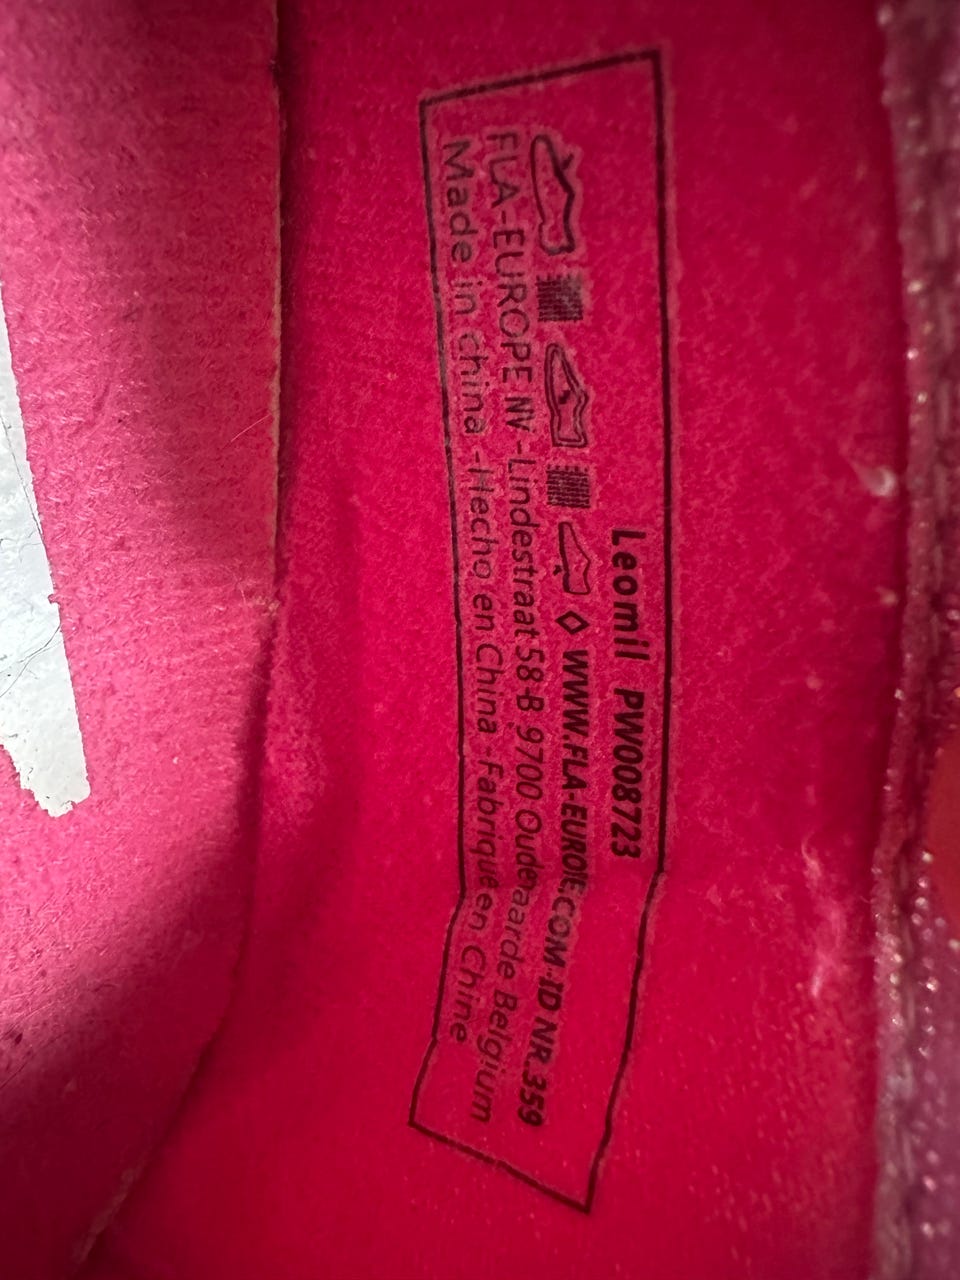 Leomil PW008723
WWW.FLA-EUROPE.COM-ID NR.359
FLA-EUROPE NV -Lindestraat 58-B 9700 Oudenaarde Belgium
Made in china -Hecho en China -Fabriqué en Chine